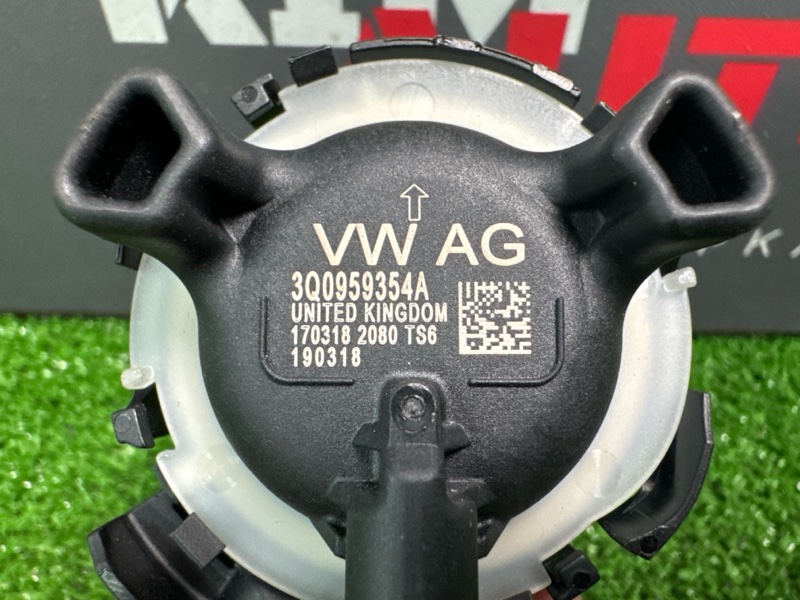 VW AG
3Q0959354A
UNITED KINGDOM
170318 2080 TS6
190318